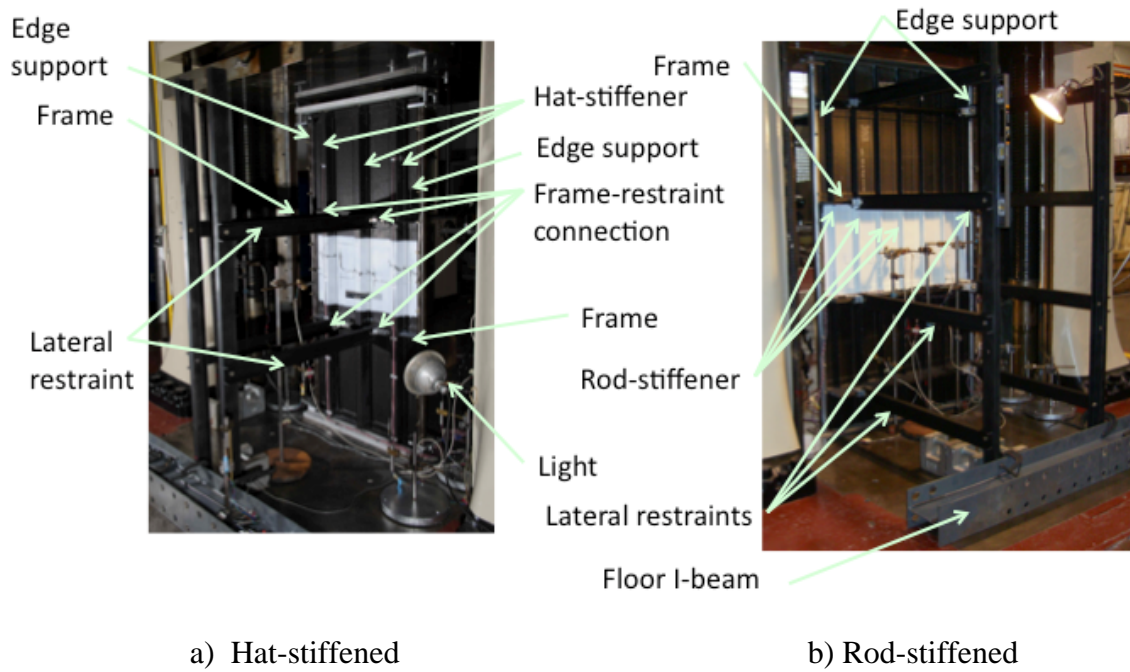 Edge
support
Frame
Lateral
restraint
Hat-stiffener
Edge support
Frame-restraint
connection
Frame
Light
a) Hat-stiffened
Edge support
Frame
Rod-stiffener
Lateral restraints
Floor I-beam
b) Rod-stiffened